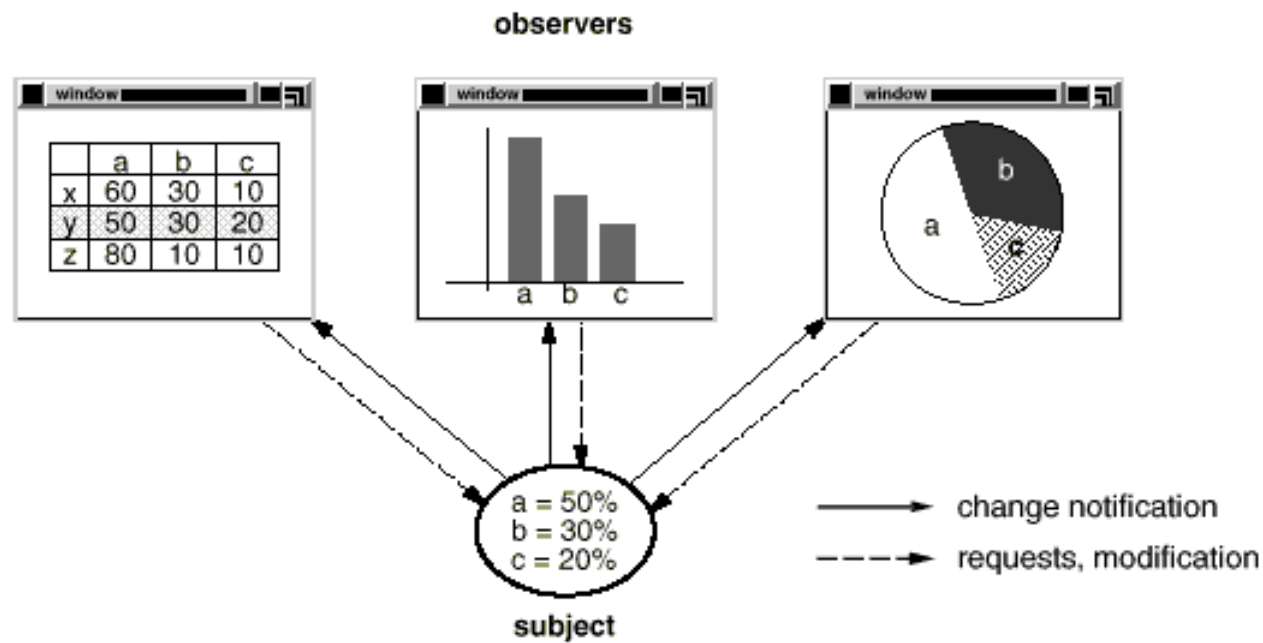 observers
window
window
window
a b c
x 60 30 10
y 50 30 20
z 80 10 10
a b c
b
a
c
a = 50%
b = 30%
c = 20%
change notification
requests, modification
subject